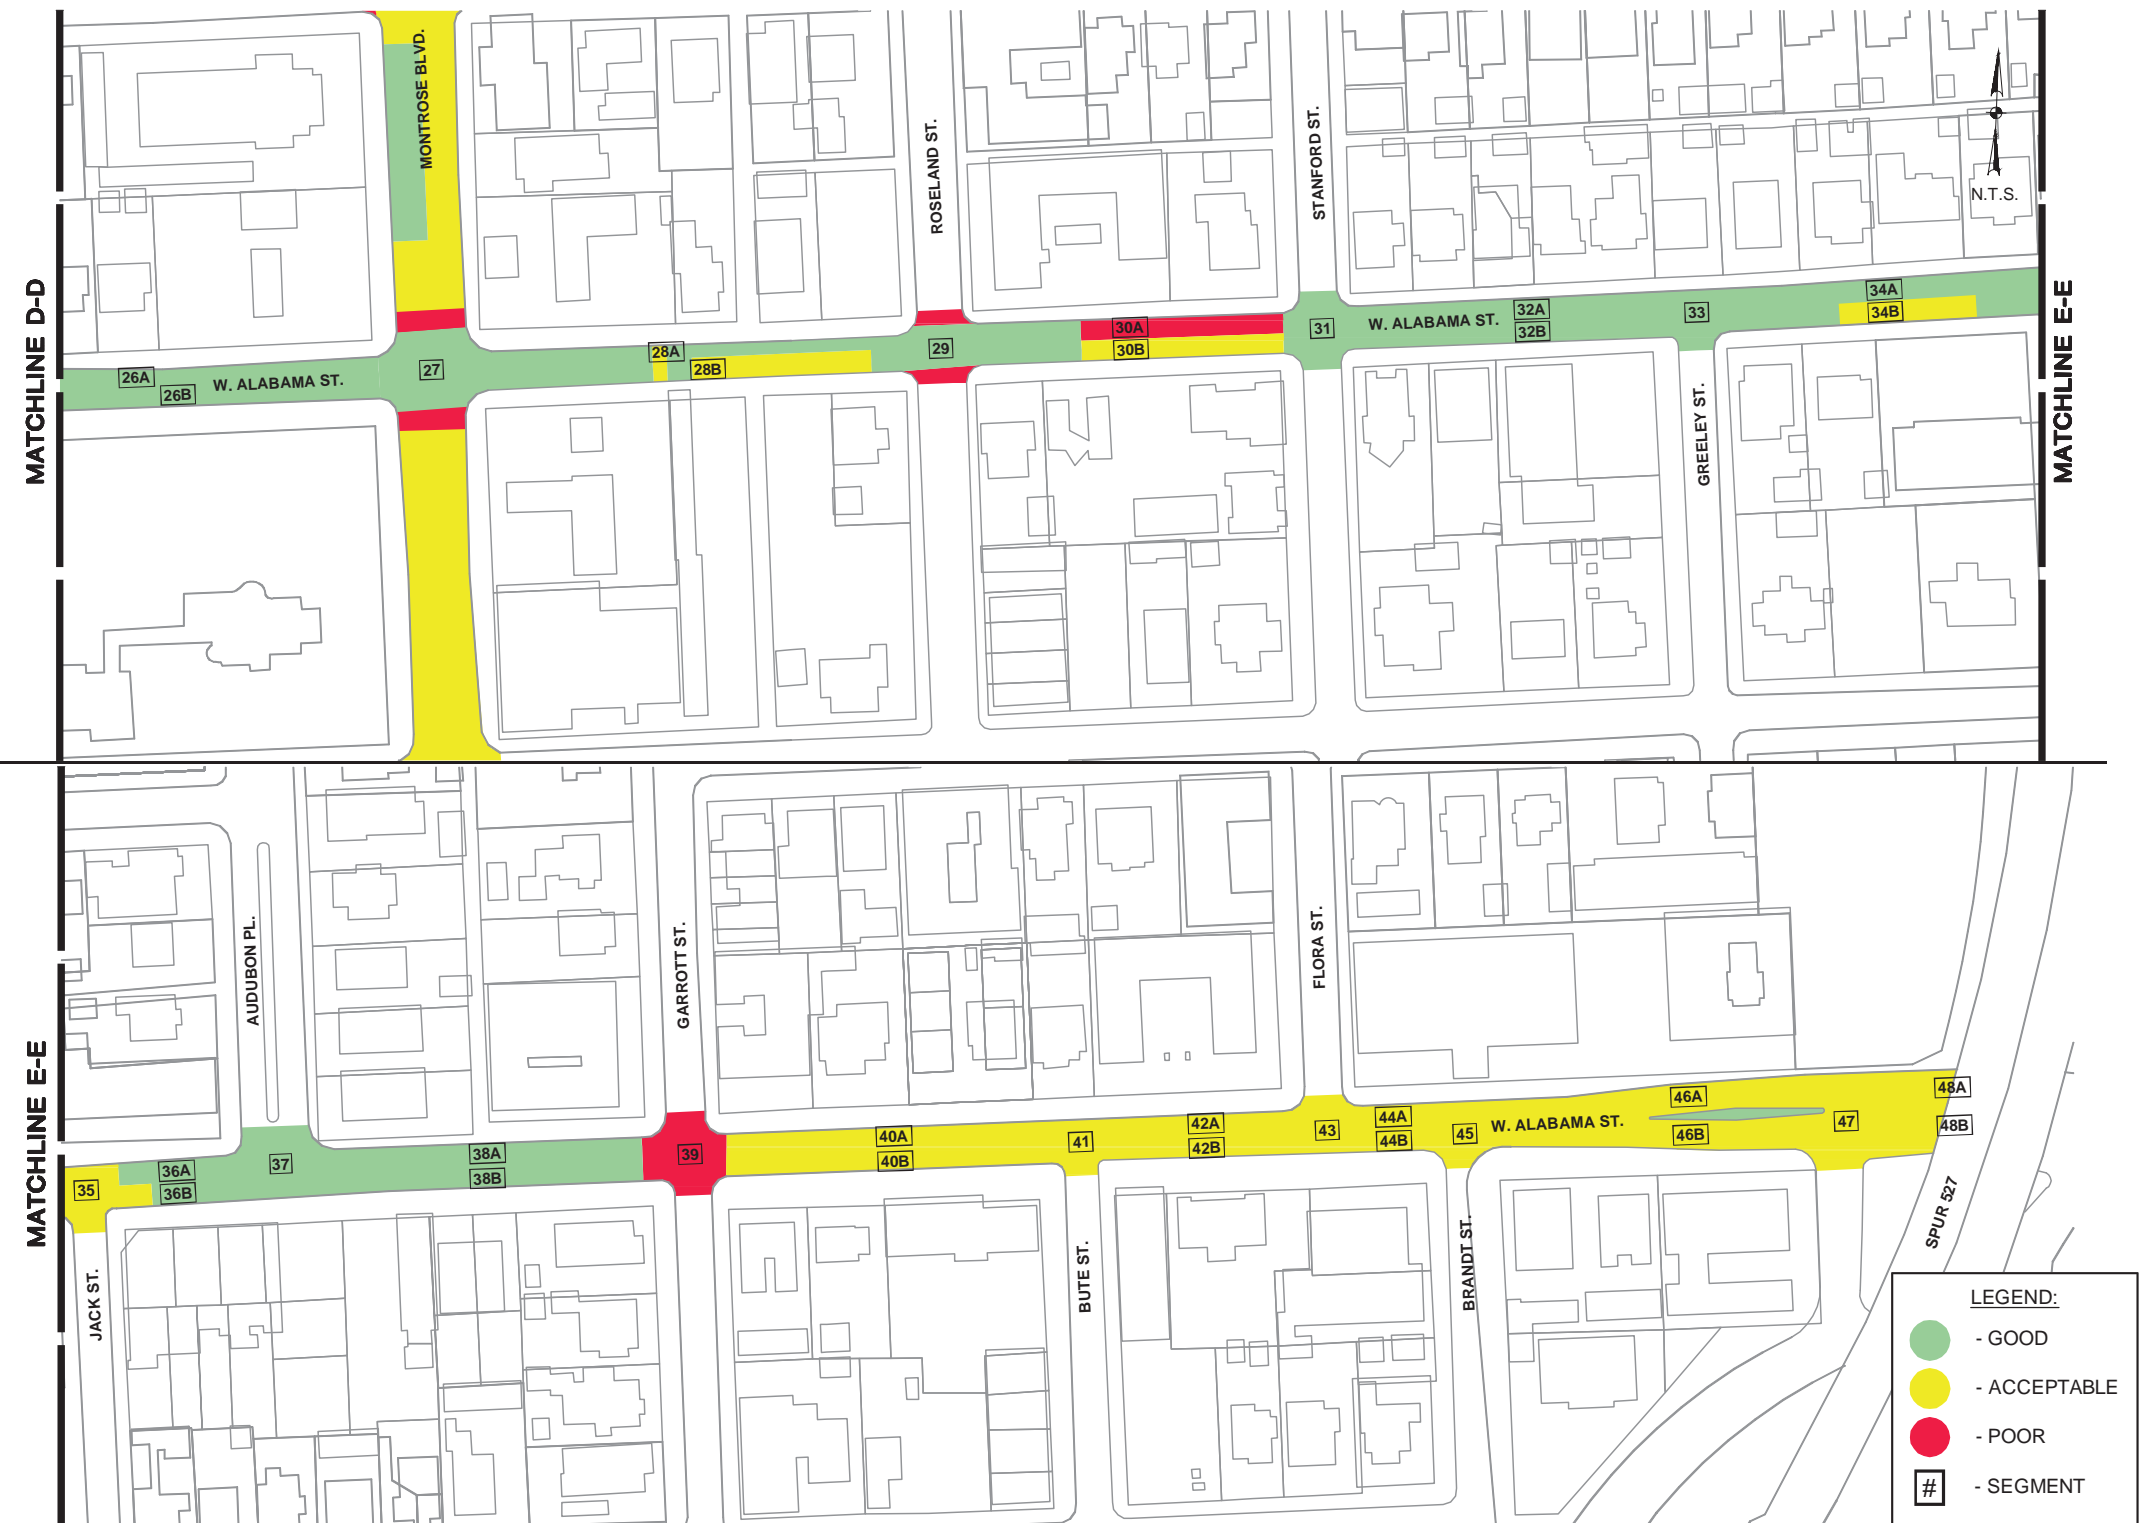 MONTROSE BLVD.
ROSELAND ST.
STANFORD ST.
N.T.S.
MATCHLINE D-D
MATCHLINE E-E
26A
26B
W. ALABAMA ST.
27
28A
28B
29
30A
30B
31
W. ALABAMA ST.
32A
32B
33
34A
34B
GREELEY ST.
MATCHLINE E-E
AUDUBON PL.
GARROTT ST.
FLORA ST.
35
36A
36B
37
38A
38B
39
40A
40B
41
42A
42B
43
44A
44B
45
W. ALABAMA ST.
46A
46B
47
48A
48B
JACK ST.
BUTE ST.
BRANDT ST.
SPUR 527
LEGEND:
- GOOD
- ACCEPTABLE
- POOR
# - SEGMENT